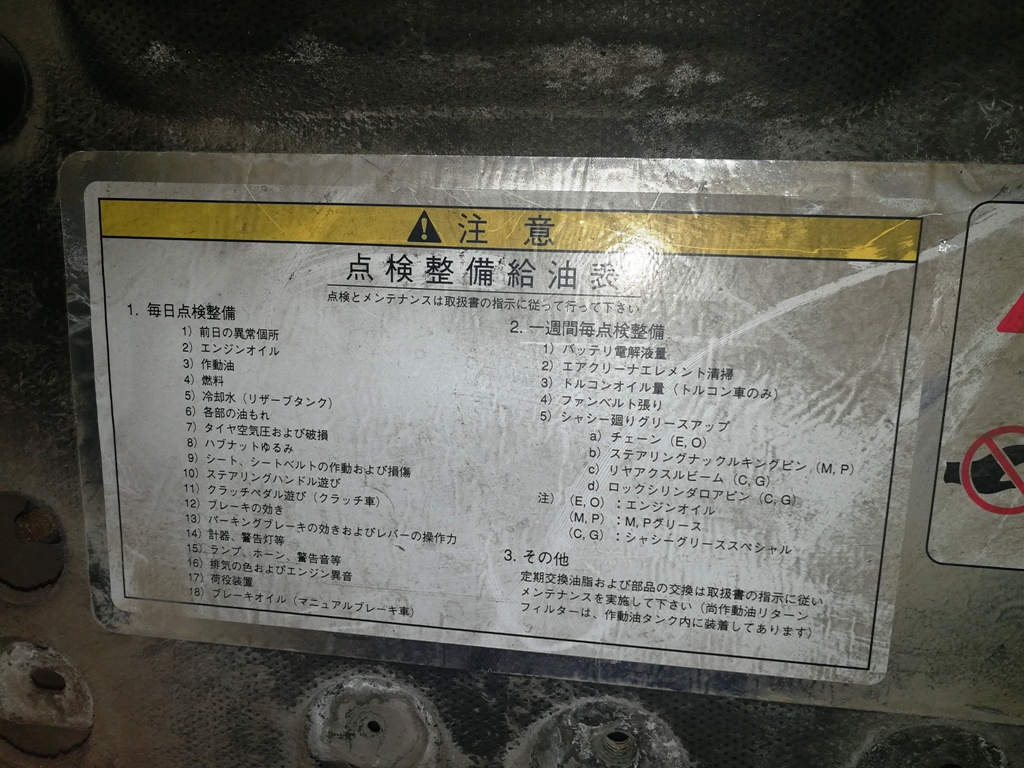 注意
点検整備給油表
点検とメンテナンスは取扱書の指示に従って行って下さい
1. 毎日点検整備
1) 前日の異常個所
2) エンジンオイル
3) 作動油
4) 燃料
5) 冷却水（リザーブタンク）
6) 各部の油もれ
7) タイヤ空気圧および破損
8) ハブナットゆるみ
9) シート、シートベルトの作動および損傷
10) ステアリングハンドル遊び
11) クラッチペダル遊び（クラッチ車）
12) ブレーキの効き
13) パーキングブレーキの効きおよびレバーの操作力
14) 計器、警告灯等
15) ランプ、ホーン、警告音等
16) 排気の色およびエンジン異音
17) 荷役装置
18) ブレーキオイル（マニュアルブレーキ車）
2. 一週間毎点検整備
1) バッテリ電解液量
2) エアクリーナエレメント清掃
3) トルコンオイル量（トルコン車のみ）
4) ファンベルト張り
5) シャシー廻りグリースアップ
a) チェーン（E, O）
b) ステアリングナックルキングピン（M, P）
c) リヤアクスルビーム（C, G）
d) ロックシリンダロアピン（C, G）
注）（E, O）：エンジンオイル
（M, P）：M, Pグリース
（C, G）：シャシーグリーススペシャル
3. その他
定期交換油脂および部品の交換は取扱書の指示に従い
メンテナンスを実施して下さい（尚作動油リターン
フィルターは、作動油タンク内に装着してあります）